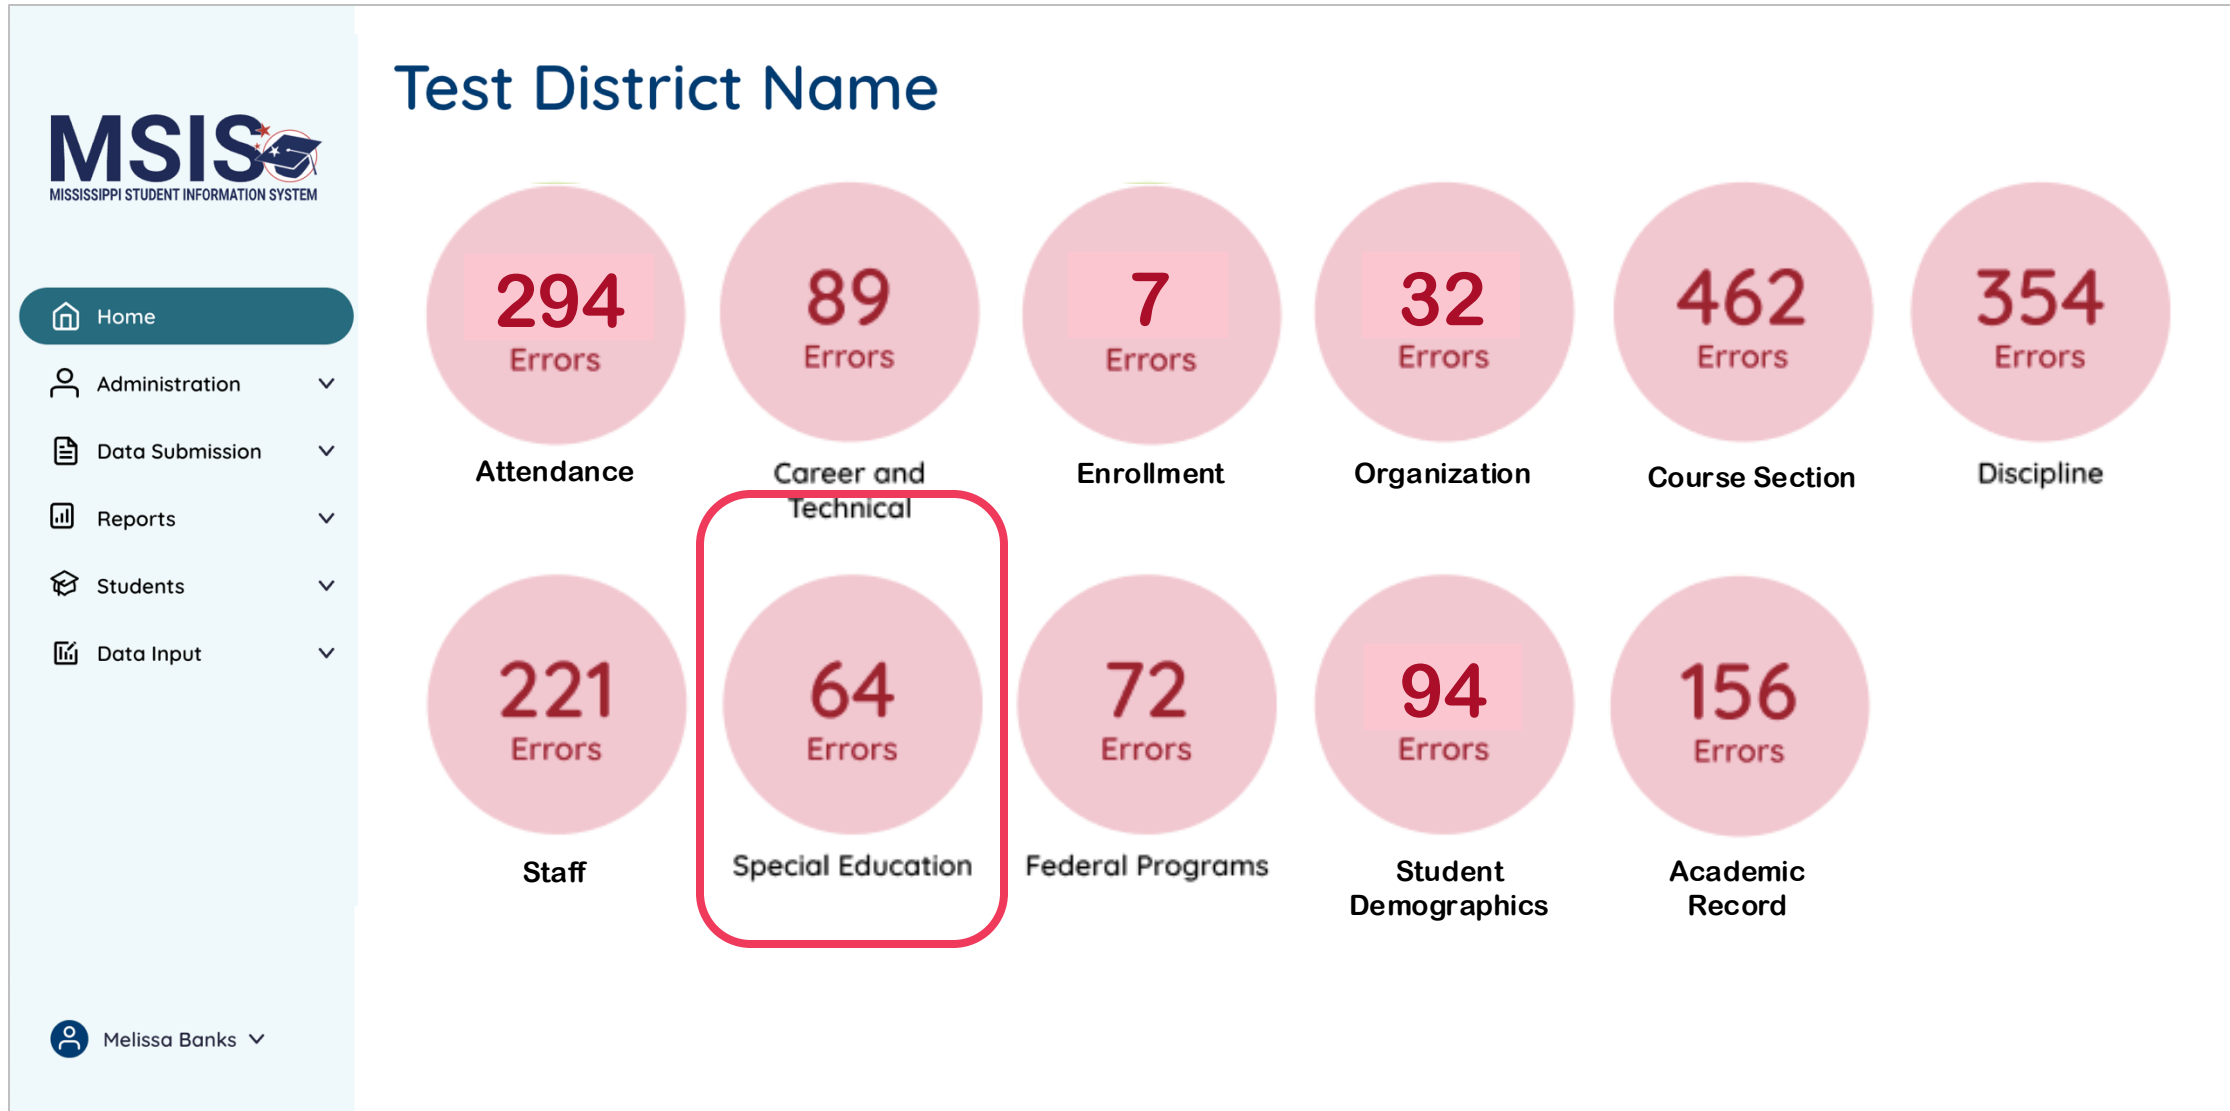 MSIS
MISSISSIPPI STUDENT INFORMATION SYSTEM
Home
Administration
Data Submission
Reports
Students
Data Input
Melissa Banks
Test District Name
294
Errors
Attendance
89
Errors
Career and
Technical
7
Errors
Enrollment
32
Errors
Organization
462
Errors
Course Section
354
Errors
Discipline
221
Errors
Staff
64
Errors
Special Education
72
Errors
Federal Programs
94
Errors
Student
Demographics
156
Errors
Academic
Record